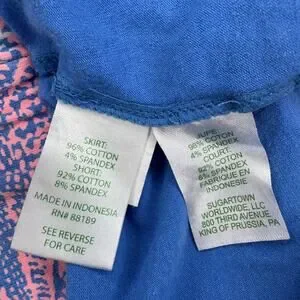 SKIRT:
96% COTTON
4% SPANDEX
SHORT:
92% COTTON
8% SPANDEX
MADE IN INDONESIA
RN# 88189
SEE REVERSE
FOR CARE
JUPE:
96% COTON
4% SPANDEX
COURT:
92% COTON
8% SPANDEX
FABRIQUE EN
INDONESIE
SUGARTOWN
WORLDWIDE, LLC
800 THIRD AVENUE
KING OF PRUSSIA, PA